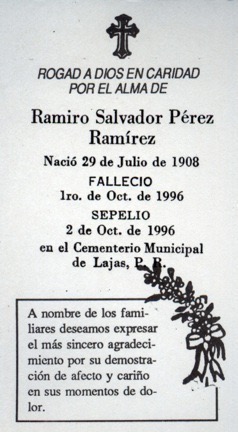 ROGAD A DIOS EN CARIDAD
POR EL ALMA DE
Ramiro Salvador Pérez
Ramírez
Nació 29 de Julio de 1908
FALLECIO
1ro. de Oct. de 1996
SEPELIO
2 de Oct. de 1996
en el Cementerio Municipal
de Lajas, P. R.
A nombre de los fami-
liares deseamos expresar
el más sincero agradeci-
miento por su demostra-
ción de afecto y cariño
en sus momentos de do-
lor.